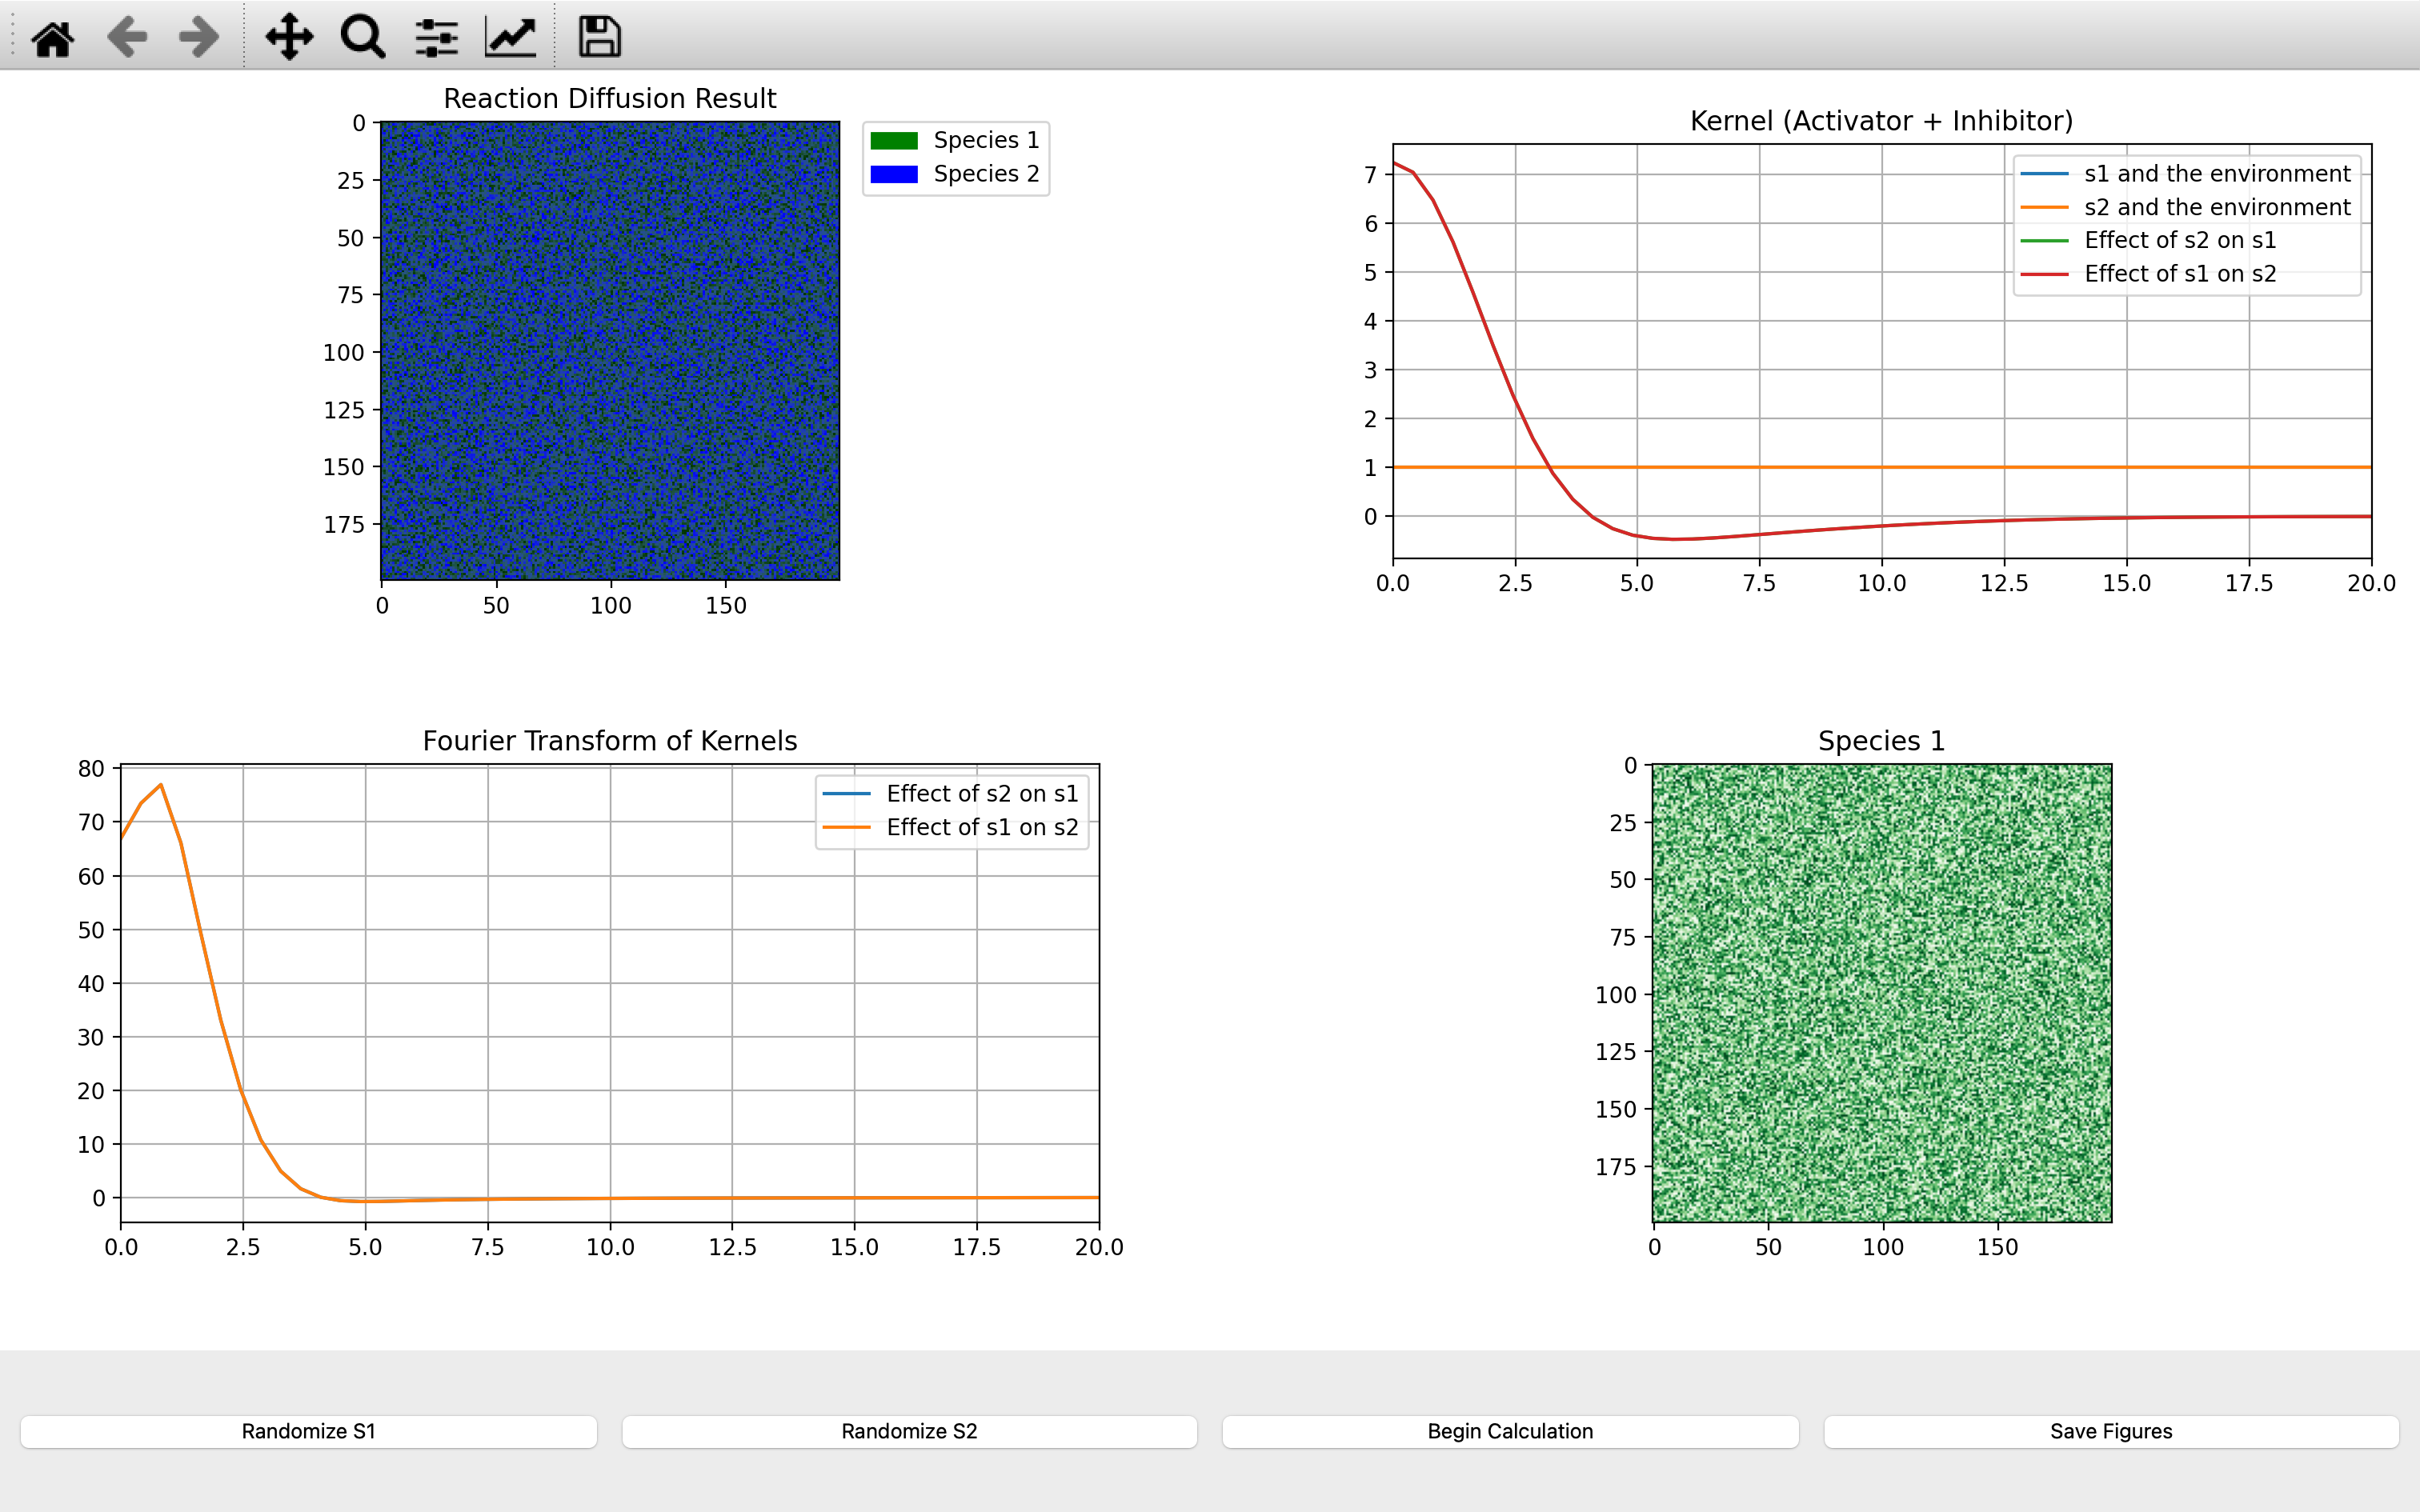 Reaction Diffusion Result
0
25
50
75
100
125
150
175
0 50 100 150
Species 1
Species 2
Kernel (Activator + Inhibitor)
7
6
5
4
3
2
1
0
0.0 2.5 5.0 7.5 10.0 12.5 15.0 17.5 20.0
s1 and the environment
s2 and the environment
Effect of s2 on s1
Effect of s1 on s2
Fourier Transform of Kernels
80
70
60
50
40
30
20
10
0
0.0 2.5 5.0 7.5 10.0 12.5 15.0 17.5 20.0
Effect of s2 on s1
Effect of s1 on s2
Species 1
0
25
50
75
100
125
150
175
0 50 100 150
Randomize S1
Randomize S2
Begin Calculation
Save Figures